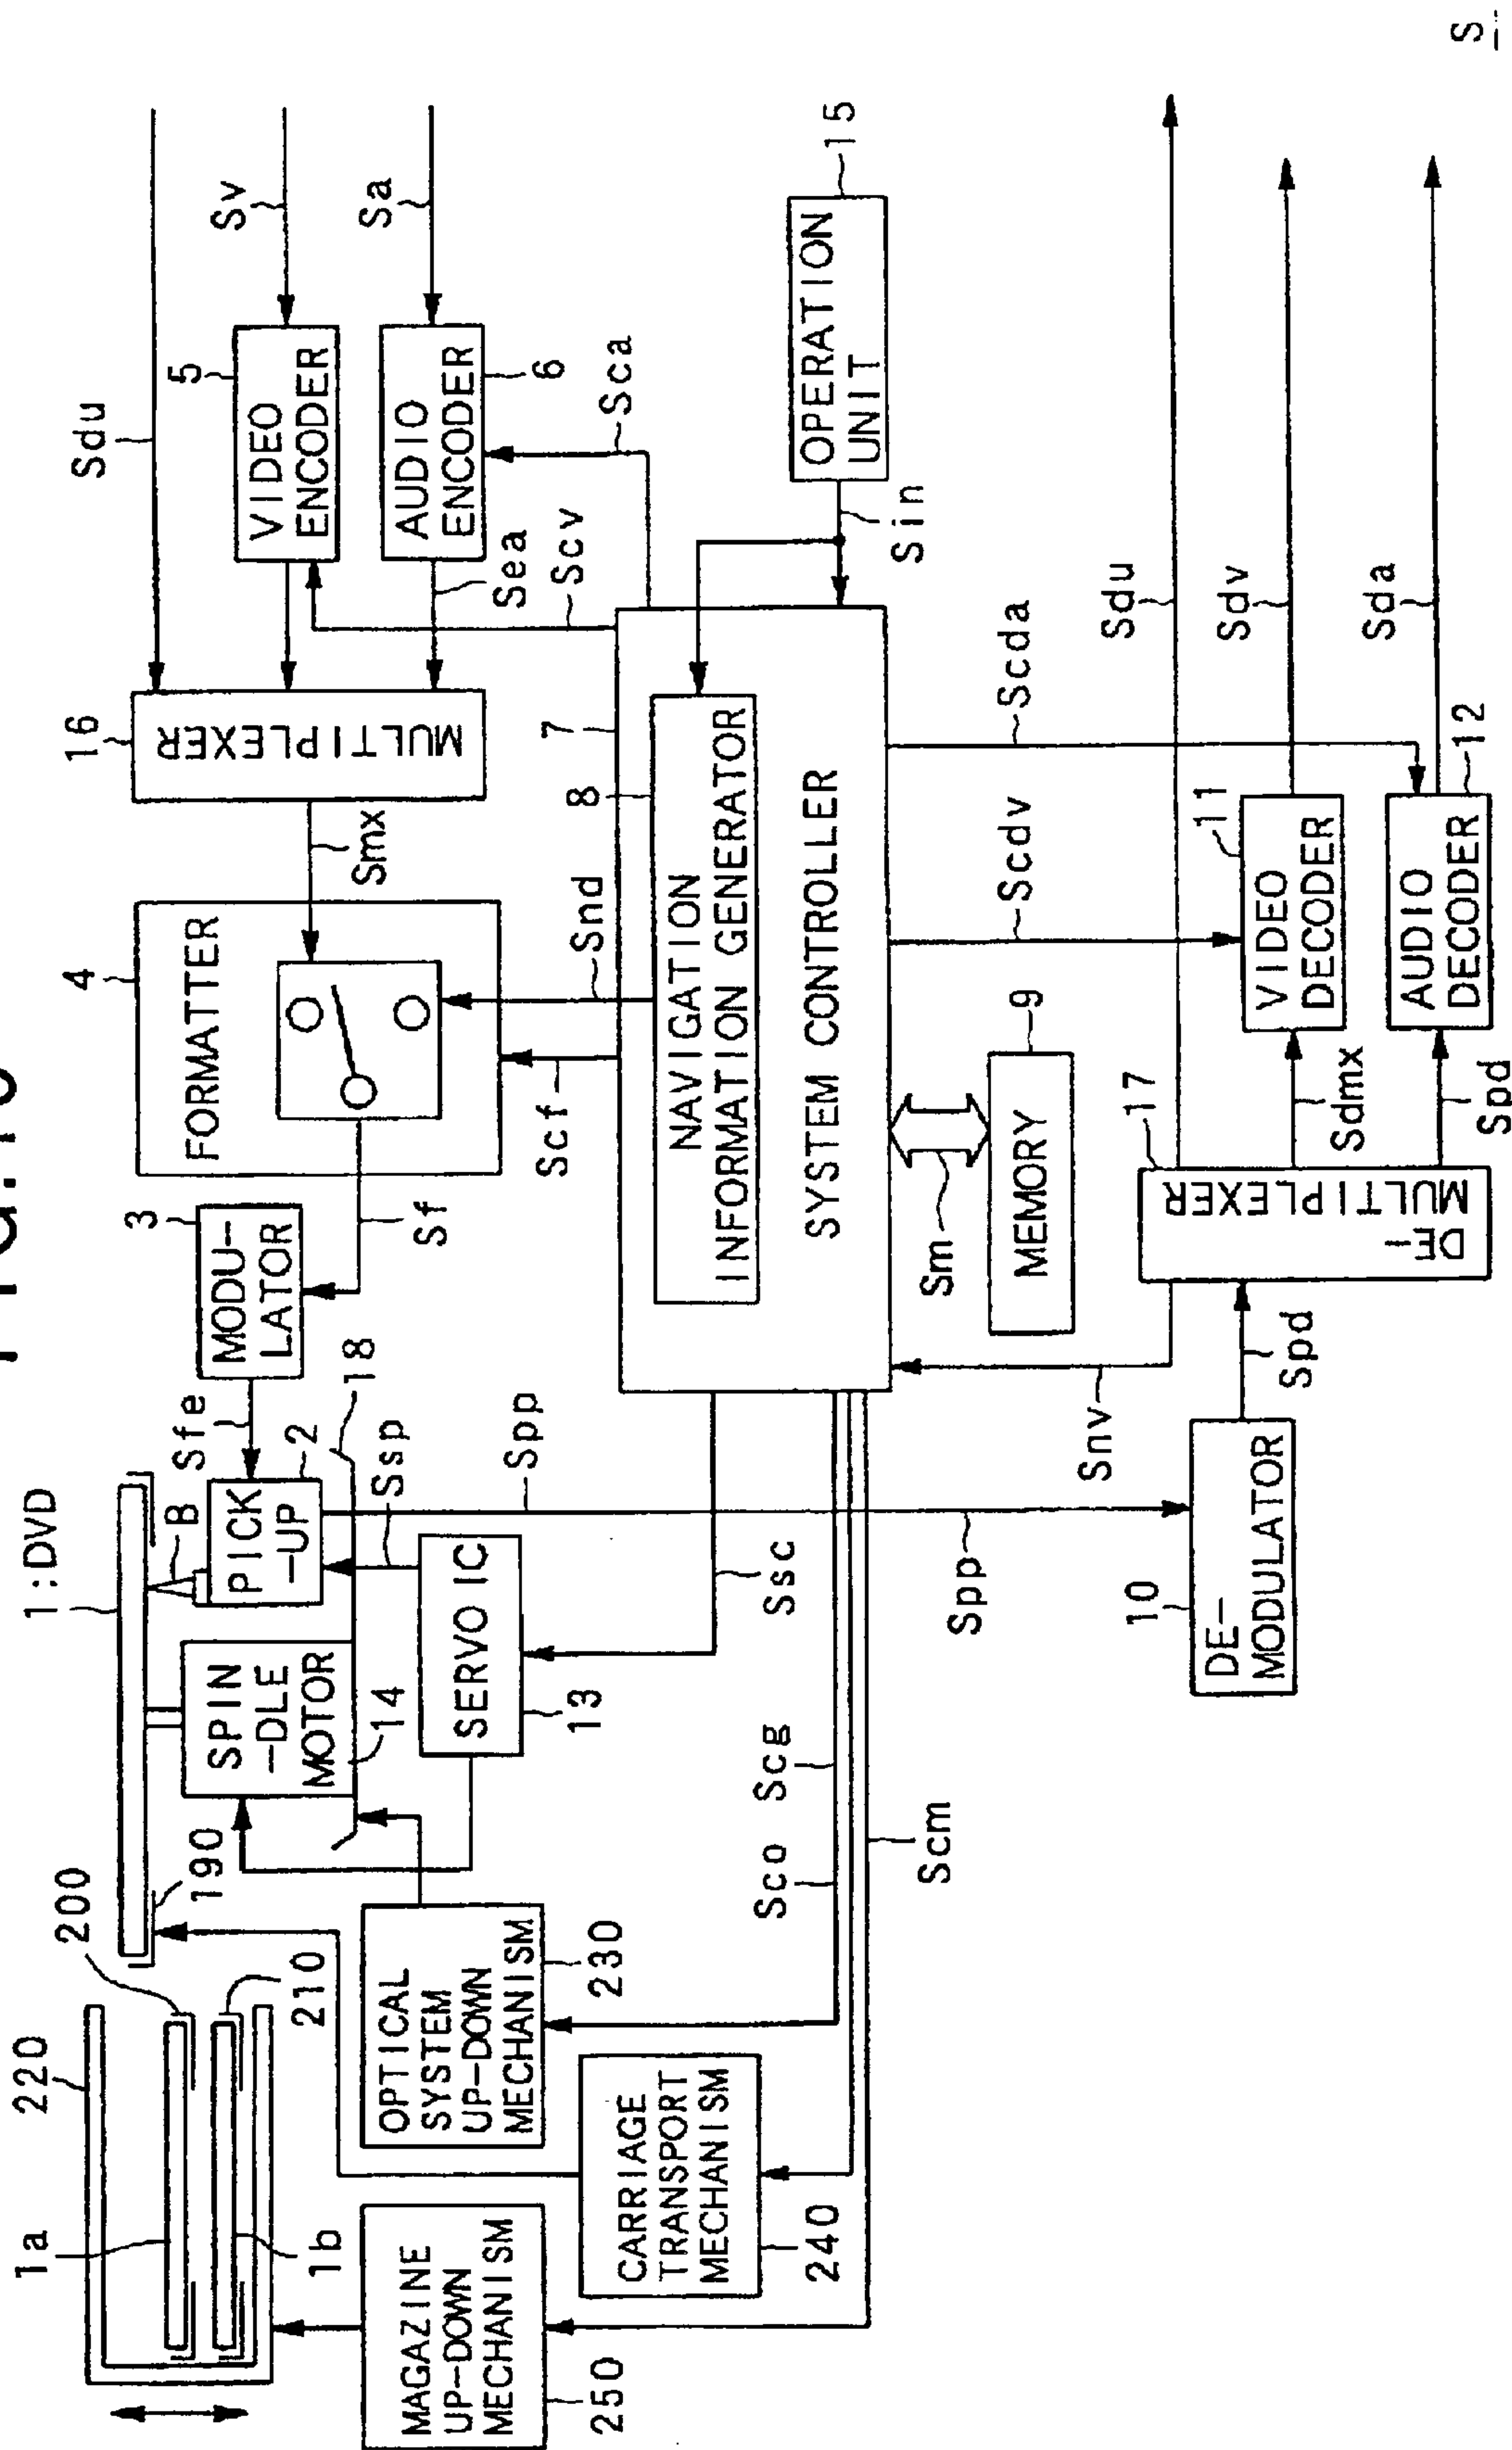 1:DVD
220
200
1a
1b
210
190
B
Sfe
PICK
-UP
2
SPIN
-DLE
MOTOR
14
18
Ssp
Spp
SERVO IC
13
MODU-
LATOR
3
Sf
FORMATTER
4
Smx
16
MULTIPLEXER
Sdu
Sv
Sa
5
VIDEO
ENCODER
AUDIO
ENCODER
6
Sea
Scv
Sca
MAGAZINE
UP-DOWN
MECHANISM
250
OPTICAL
SYSTEM
UP-DOWN
MECHANISM
230
CARRIAGE
TRANSPORT
MECHANISM
240
Sco
Scg
Scm
Ssc
Scf
Snd
7
8
NAVIGATION
INFORMATION GENERATOR
SYSTEM CONTROLLER
OPERATION
UNIT
15
Sin
Sm
MEMORY
9
Scdv
Scda
Spp
Snv
10
DE-
MODULATOR
Spd
17
DE-
MULTIPLEXER
Sdmx
Spd
11
VIDEO
DECODER
AUDIO
DECODER
12
Sdu
Sdv
Sda
S